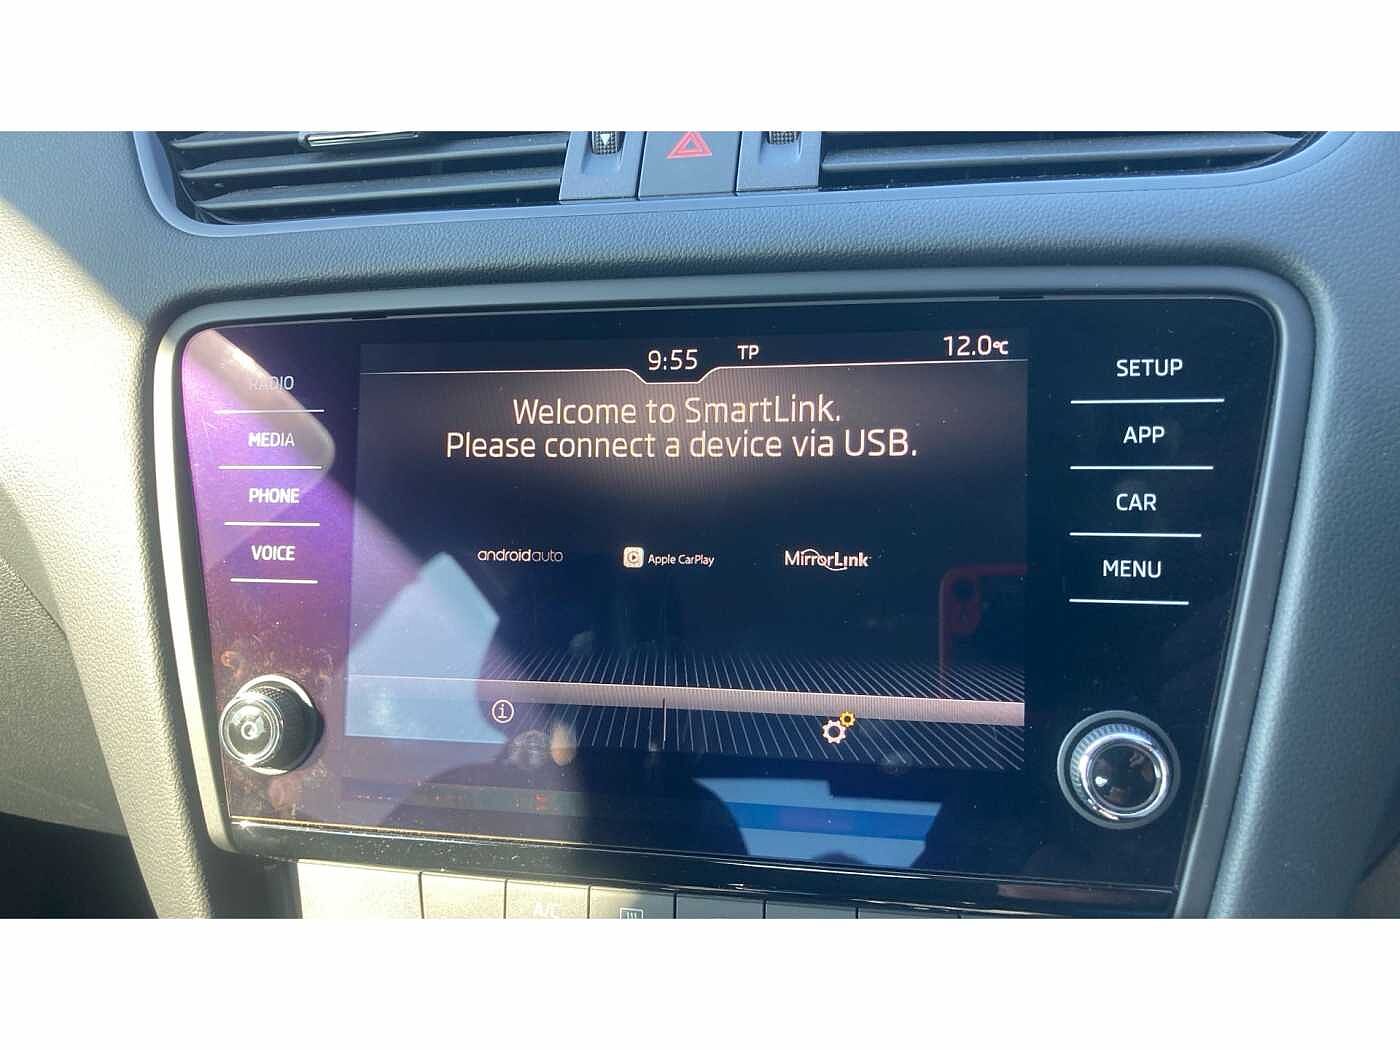 9:55 TP 12.0°C
RADIO
MEDIA
PHONE
VOICE
Welcome to SmartLink.
Please connect a device via USB.
androidauto Apple CarPlay MirrorLink
SETUP
APP
CAR
MENU
A/C